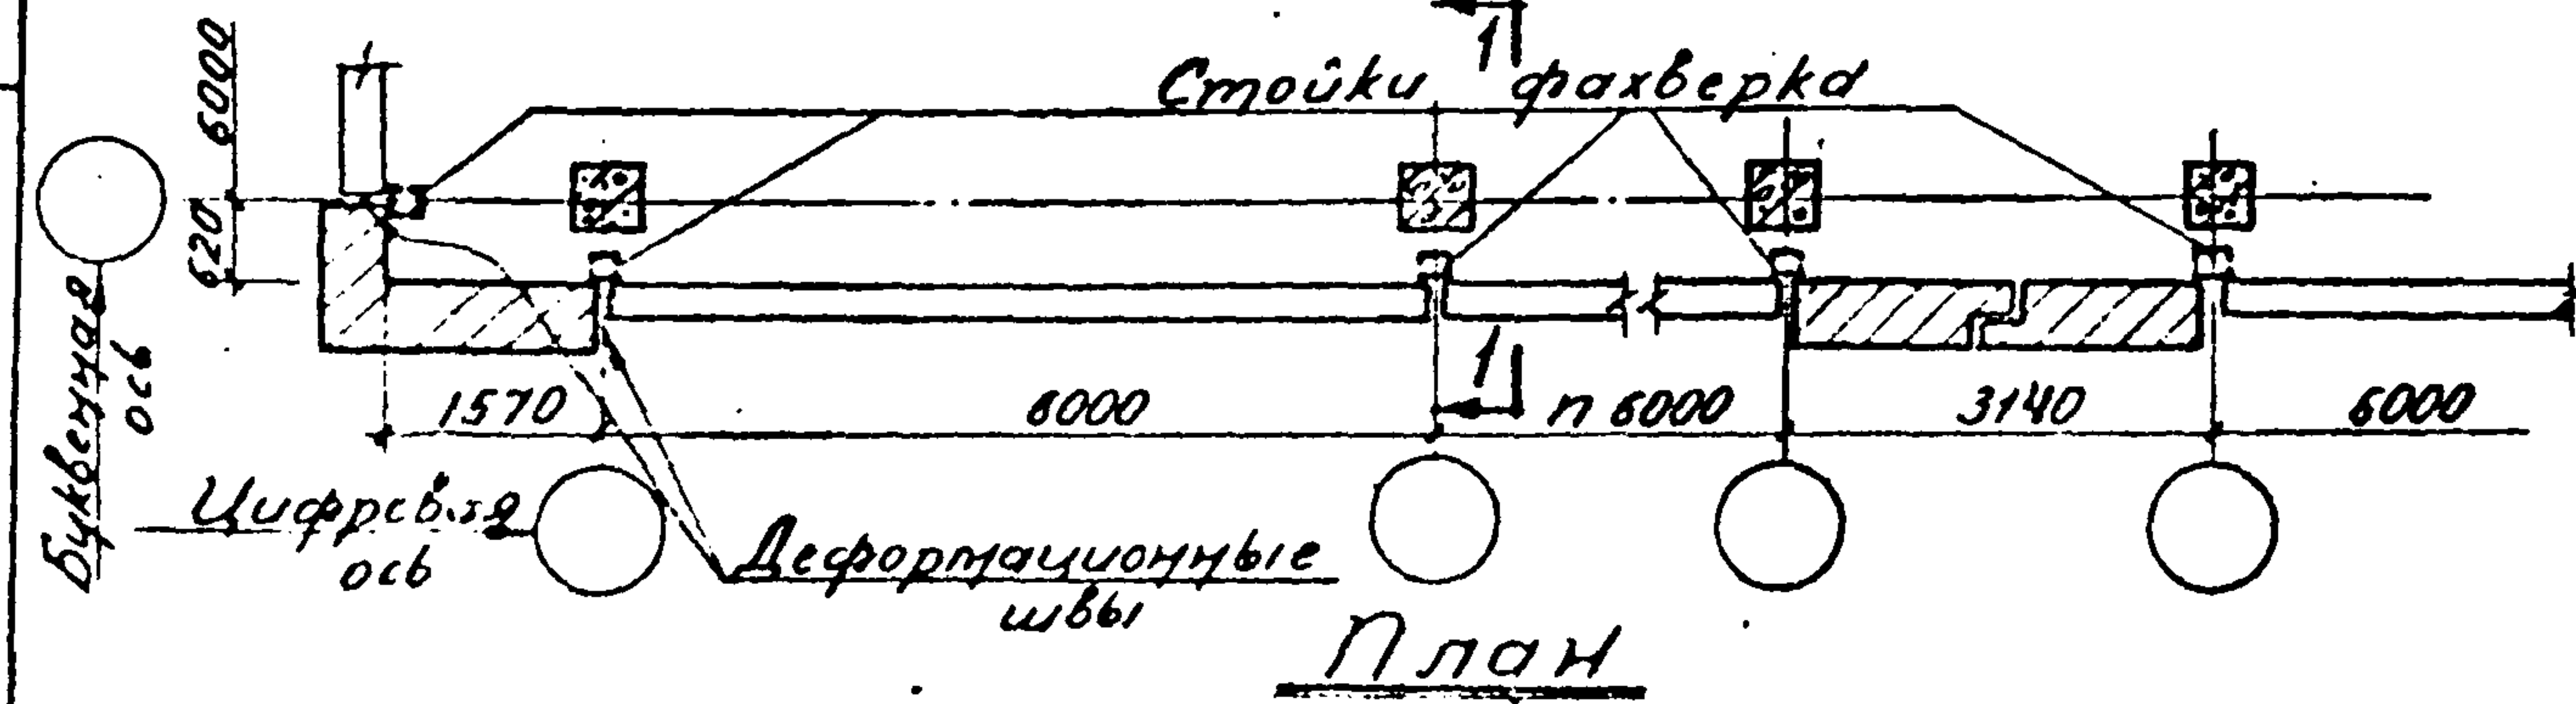 1
Стойки фахверка
6000
620
1570
6000
1
п 6000
3140
6000
Буквенная
ось
Цифровая
ось
Деформационные
швы
План